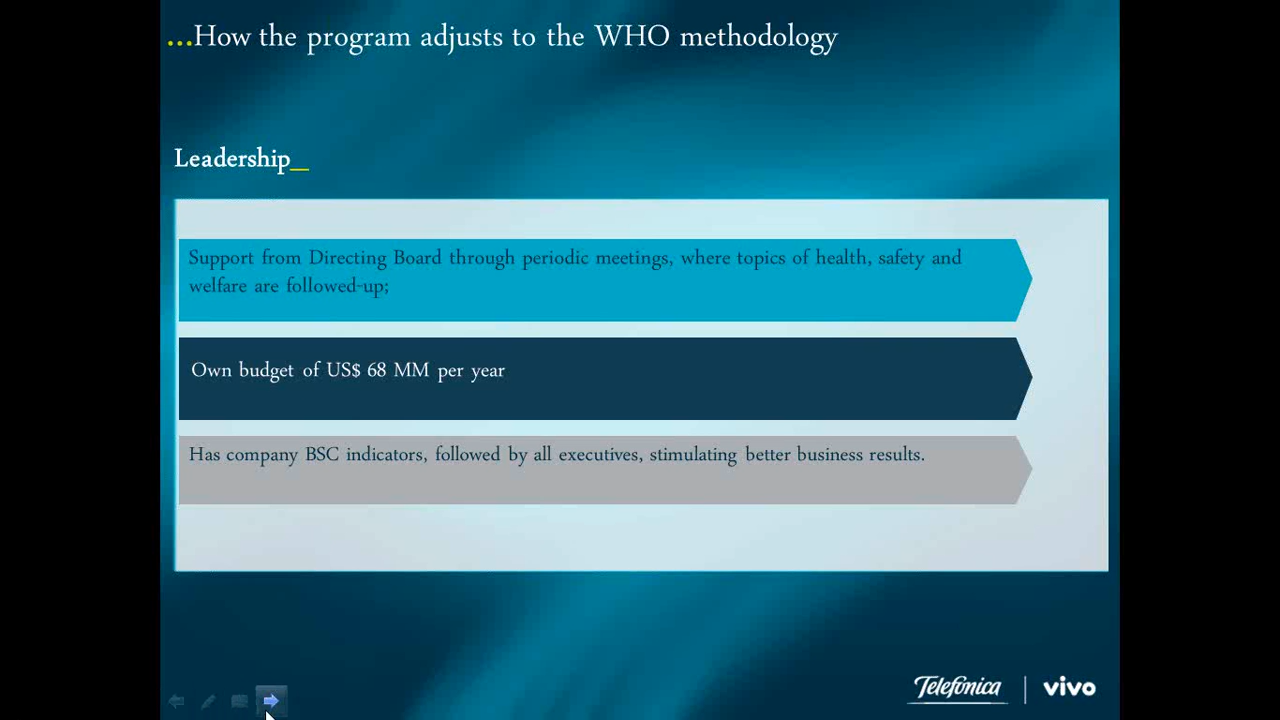 ...How the program adjusts to the WHO methodology
Leadership_
Support from Directing Board through periodic meetings, where topics of health, safety and
welfare are followed-up;
Own budget of US$ 68 MM per year
Has company BSC indicators, followed by all executives, stimulating better business results.
Telefónica | vivo